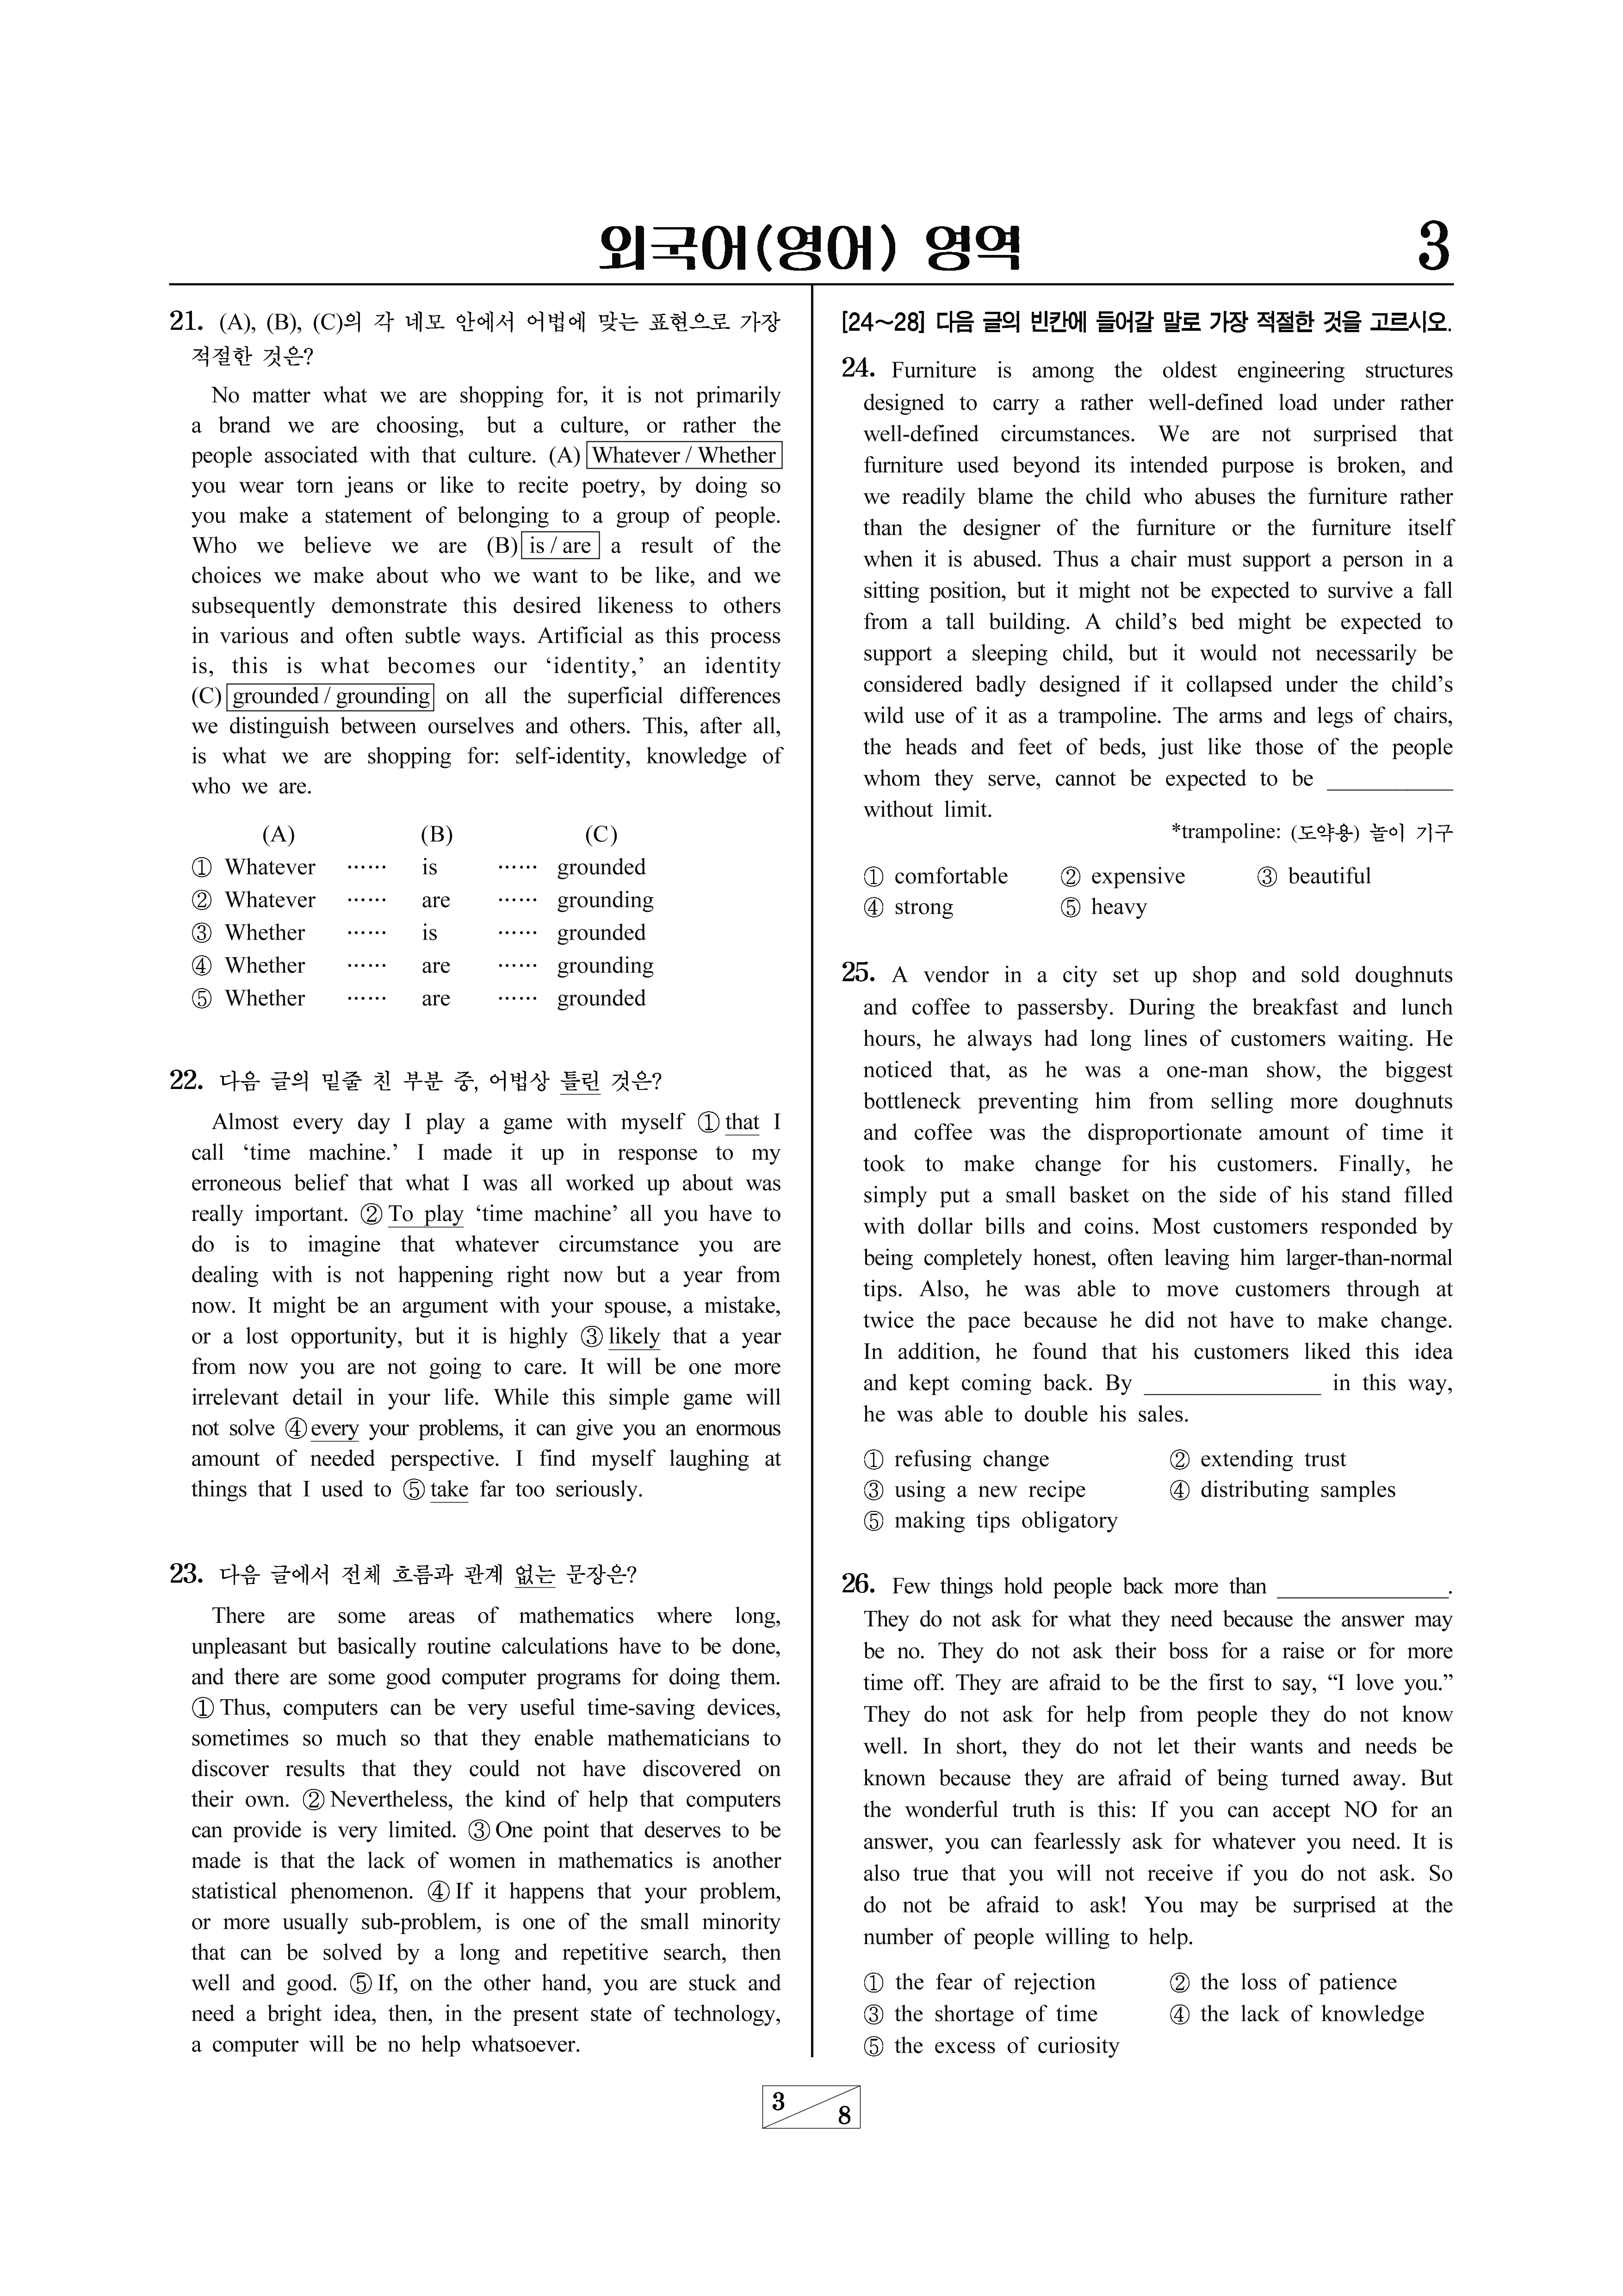 외국어(영어) 영역
3
21. (A), (B), (C)의 각 네모 안에서 어법에 맞는 표현으로 가장
적절한 것은?
No matter what we are shopping for, it is not primarily
a brand we are choosing, but a culture, or rather the
people associated with that culture. (A) Whatever / Whether
you wear torn jeans or like to recite poetry, by doing so
you make a statement of belonging to a group of people.
Who we believe we are (B) is / are a result of the
choices we make about who we want to be like, and we
subsequently demonstrate this desired likeness to others
in various and often subtle ways. Artificial as this process
is, this is what becomes our ‘identity,’ an identity
(C) grounded / grounding on all the superficial differences
we distinguish between ourselves and others. This, after all,
is what we are shopping for: self-identity, knowledge of
who we are.
(A) (B) (C)
① Whatever …… is …… grounded
② Whatever …… are …… grounding
③ Whether …… is …… grounded
④ Whether …… are …… grounding
⑤ Whether …… are …… grounded
22. 다음 글의 밑줄 친 부분 중, 어법상 틀린 것은?
Almost every day I play a game with myself ① that I
call ‘time machine.’ I made it up in response to my
erroneous belief that what I was all worked up about was
really important. ② To play ‘time machine’ all you have to
do is to imagine that whatever circumstance you are
dealing with is not happening right now but a year from
now. It might be an argument with your spouse, a mistake,
or a lost opportunity, but it is highly ③ likely that a year
from now you are not going to care. It will be one more
irrelevant detail in your life. While this simple game will
not solve ④ every your problems, it can give you an enormous
amount of needed perspective. I find myself laughing at
things that I used to ⑤ take far too seriously.
23. 다음 글에서 전체 흐름과 관계 없는 문장은?
There are some areas of mathematics where long,
unpleasant but basically routine calculations have to be done,
and there are some good computer programs for doing them.
① Thus, computers can be very useful time-saving devices,
sometimes so much so that they enable mathematicians to
discover results that they could not have discovered on
their own. ② Nevertheless, the kind of help that computers
can provide is very limited. ③ One point that deserves to be
made is that the lack of women in mathematics is another
statistical phenomenon. ④ If it happens that your problem,
or more usually sub-problem, is one of the small minority
that can be solved by a long and repetitive search, then
well and good. ⑤ If, on the other hand, you are stuck and
need a bright idea, then, in the present state of technology,
a computer will be no help whatsoever.
[24～28] 다음 글의 빈칸에 들어갈 말로 가장 적절한 것을 고르시오.
24. Furniture is among the oldest engineering structures
designed to carry a rather well-defined load under rather
well-defined circumstances. We are not surprised that
furniture used beyond its intended purpose is broken, and
we readily blame the child who abuses the furniture rather
than the designer of the furniture or the furniture itself
when it is abused. Thus a chair must support a person in a
sitting position, but it might not be expected to survive a fall
from a tall building. A child’s bed might be expected to
support a sleeping child, but it would not necessarily be
considered badly designed if it collapsed under the child’s
wild use of it as a trampoline. The arms and legs of chairs,
the heads and feet of beds, just like those of the people
whom they serve, cannot be expected to be ___________
without limit.
*trampoline: (도약용) 놀이 기구
① comfortable ② expensive ③ beautiful
④ strong ⑤ heavy
25. A vendor in a city set up shop and sold doughnuts
and coffee to passersby. During the breakfast and lunch
hours, he always had long lines of customers waiting. He
noticed that, as he was a one-man show, the biggest
bottleneck preventing him from selling more doughnuts
and coffee was the disproportionate amount of time it
took to make change for his customers. Finally, he
simply put a small basket on the side of his stand filled
with dollar bills and coins. Most customers responded by
being completely honest, often leaving him larger-than-normal
tips. Also, he was able to move customers through at
twice the pace because he did not have to make change.
In addition, he found that his customers liked this idea
and kept coming back. By _______________ in this way,
he was able to double his sales.
① refusing change ② extending trust
③ using a new recipe ④ distributing samples
⑤ making tips obligatory
26. Few things hold people back more than _______________.
They do not ask for what they need because the answer may
be no. They do not ask their boss for a raise or for more
time off. They are afraid to be the first to say, “I love you.”
They do not ask for help from people they do not know
well. In short, they do not let their wants and needs be
known because they are afraid of being turned away. But
the wonderful truth is this: If you can accept NO for an
answer, you can fearlessly ask for whatever you need. It is
also true that you will not receive if you do not ask. So
do not be afraid to ask! You may be surprised at the
number of people willing to help.
① the fear of rejection ② the loss of patience
③ the shortage of time ④ the lack of knowledge
⑤ the excess of curiosity
3
8